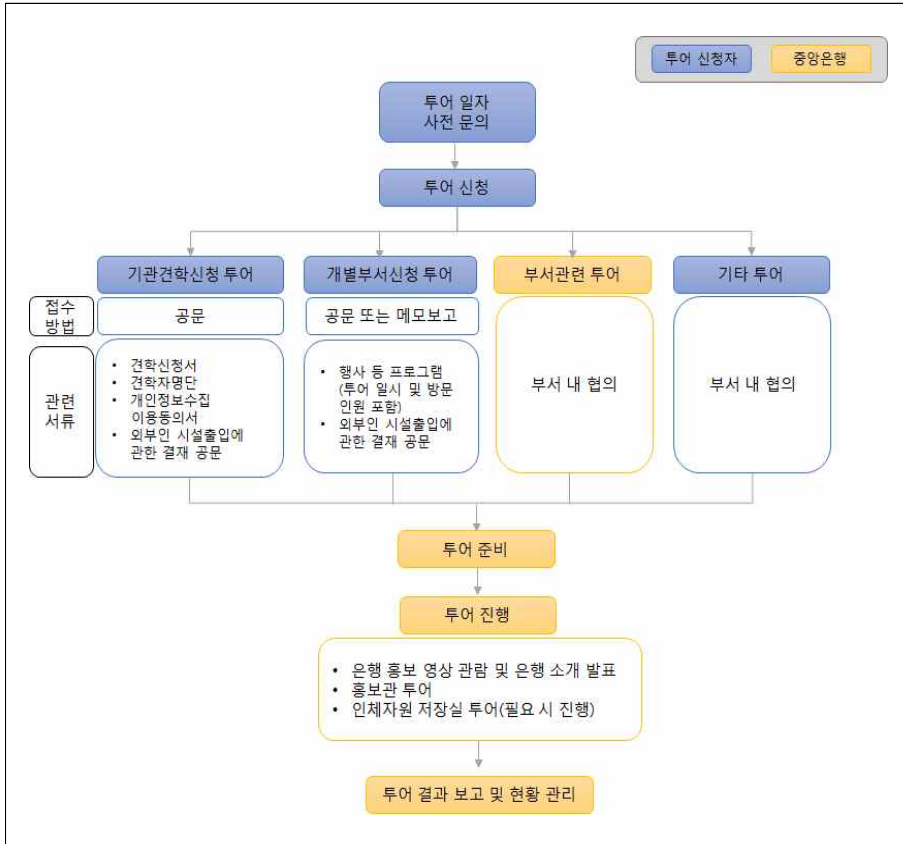 투어 신청자
중앙은행
투어 일자
사전 문의
투어 신청
기관견학신청 투어
개별부서신청 투어
부서관련 투어
기타 투어
접수
방법
공문
공문 또는 메모보고
관련
서류
• 견학신청서
• 견학자명단
• 개인정보수집
이용동의서
• 외부인 시설출입에
관한 결재 공문
• 행사 등 프로그램
(투어 일시 및 방문
인원 포함)
• 외부인 시설출입에
관한 결재 공문
부서 내 협의
부서 내 협의
투어 준비
투어 진행
• 은행 홍보 영상 관람 및 은행 소개 발표
• 홍보관 투어
• 인체자원 저장실 투어(필요 시 진행)
투어 결과 보고 및 현황 관리